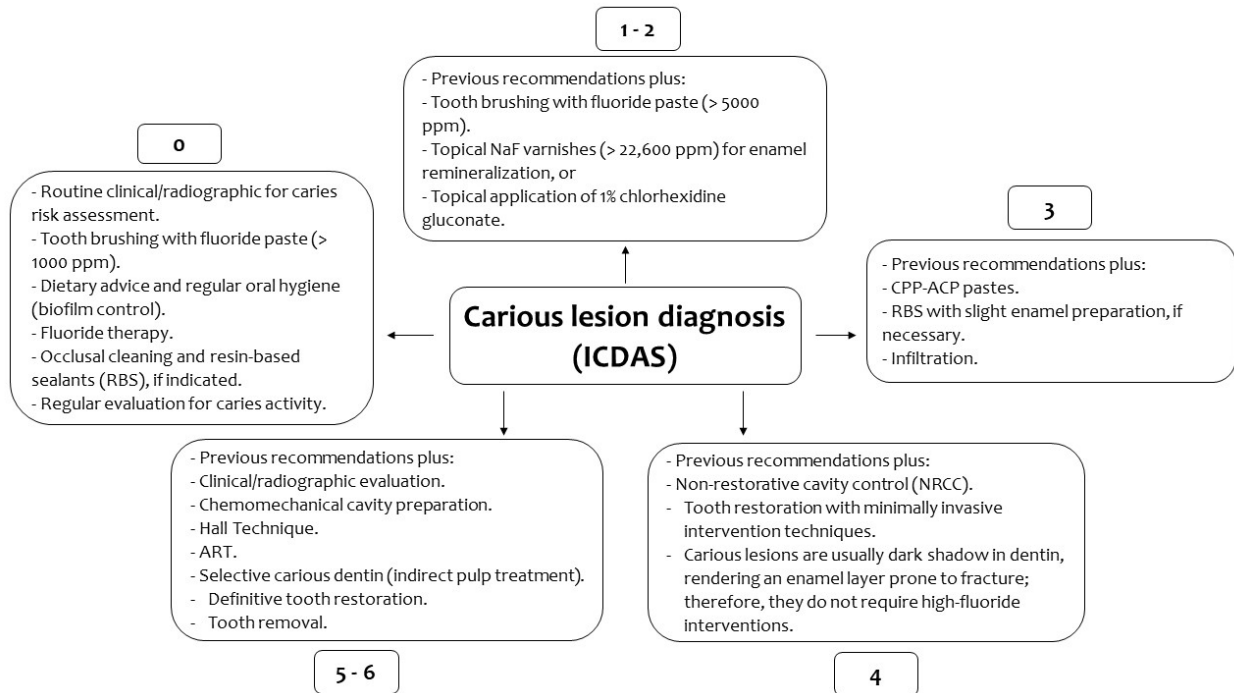 1 - 2
- Previous recommendations plus:
- Tooth brushing with fluoride paste (> 5000
ppm).
- Topical NaF varnishes (> 22,600 ppm) for enamel
remineralization, or
- Topical application of 1% chlorhexidine
gluconate.
0
- Routine clinical/radiographic for caries
risk assessment.
- Tooth brushing with fluoride paste (>
1000 ppm).
- Dietary advice and regular oral hygiene
(biofilm control).
- Fluoride therapy.
- Occlusal cleaning and resin-based
sealants (RBS), if indicated.
- Regular evaluation for caries activity.
3
- Previous recommendations plus:
- CPP-ACP pastes.
- RBS with slight enamel preparation, if
necessary.
- Infiltration.
Carious lesion diagnosis
(ICDAS)
- Previous recommendations plus:
- Clinical/radiographic evaluation.
- Chemomechanical cavity preparation.
- Hall Technique.
- ART.
- Selective carious dentin (indirect pulp treatment).
- Definitive tooth restoration.
- Tooth removal.
5 - 6
- Previous recommendations plus:
- Non-restorative cavity control (NRCC).
- Tooth restoration with minimally invasive
intervention techniques.
- Carious lesions are usually dark shadow in dentin,
rendering an enamel layer prone to fracture;
therefore, they do not require high-fluoride
interventions.
4